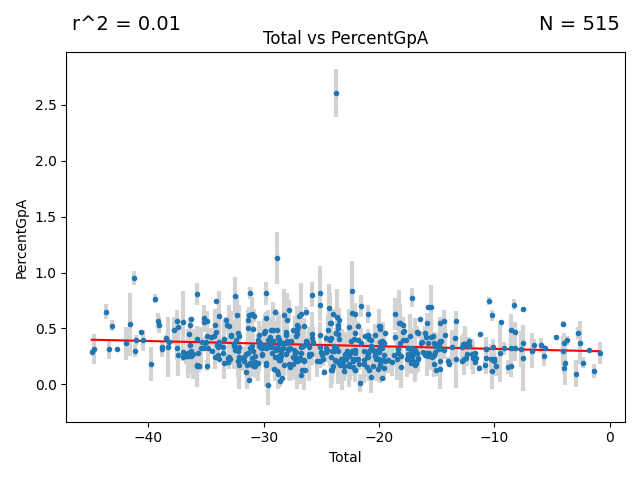 r^2 = 0.01
N = 515
Total vs PercentGpA
PercentGpA
2.5
2.0
1.5
1.0
0.5
0.0
−40
−30
−20
−10
0
Total